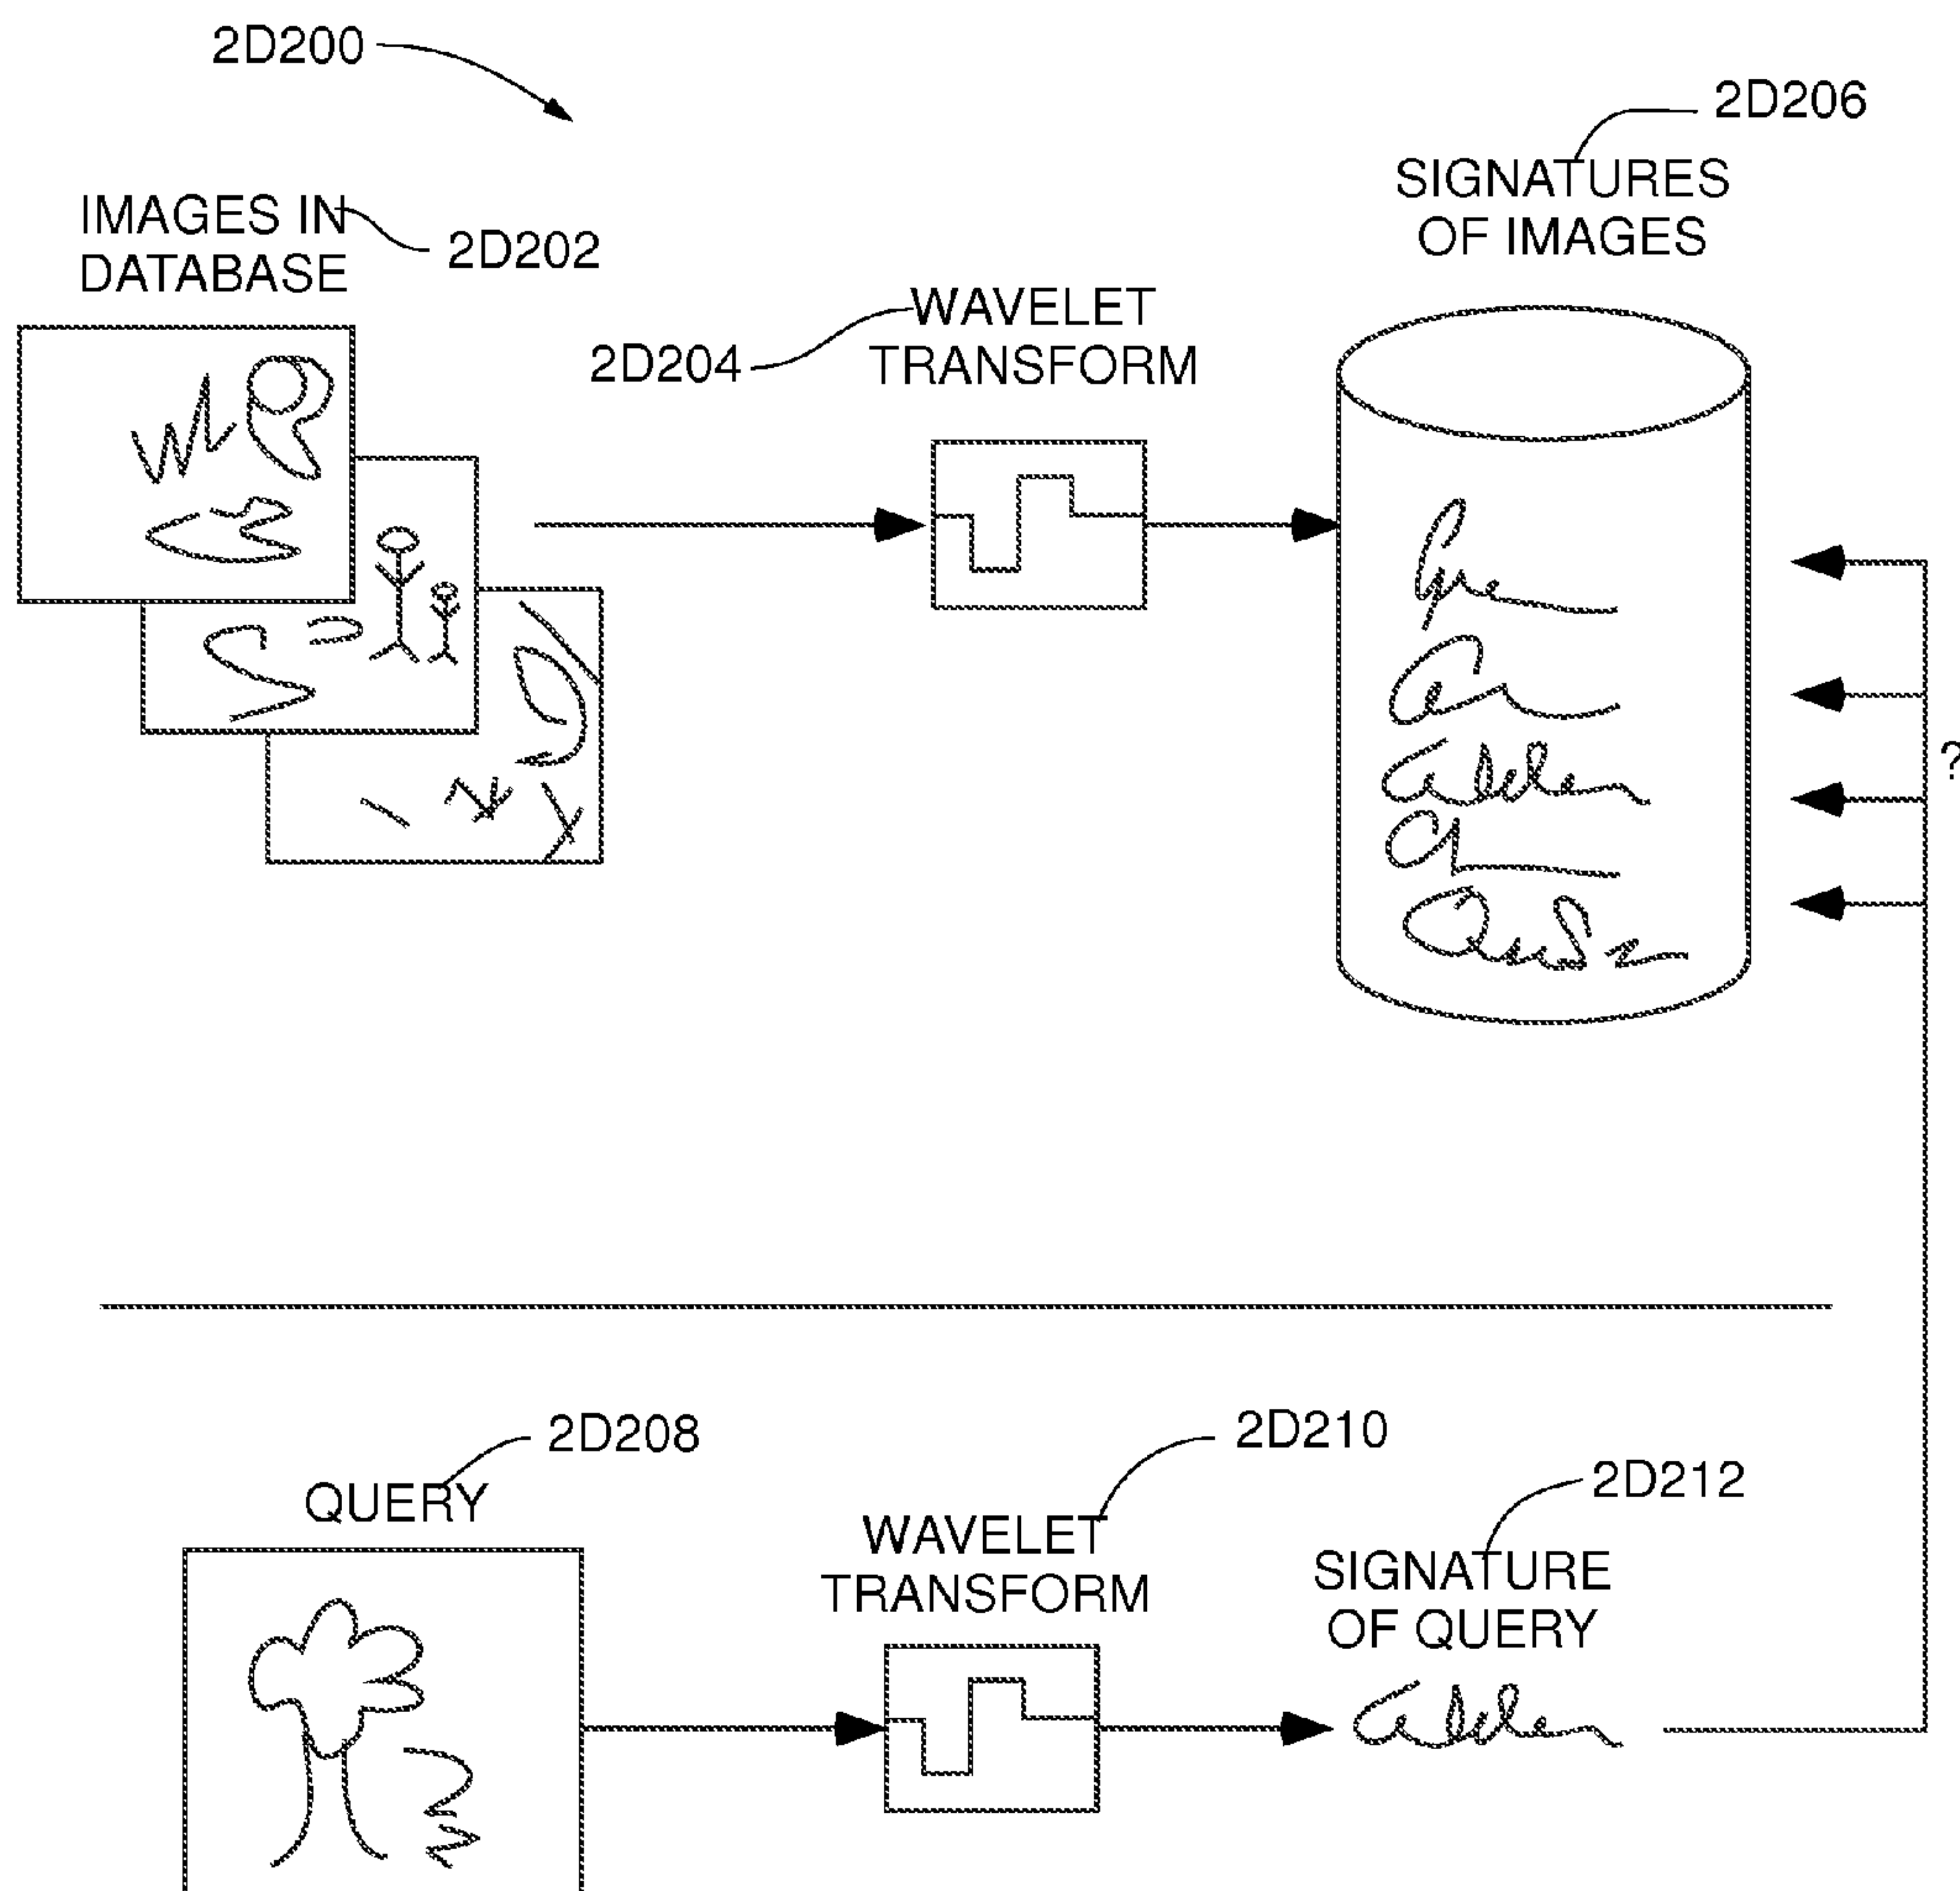 2D200
2D206
SIGNATURES
OF IMAGES
IMAGES IN
DATABASE
2D202
WAVELET
TRANSFORM
2D204
?
2D208
QUERY
2D210
WAVELET
TRANSFORM
2D212
SIGNATURE
OF QUERY